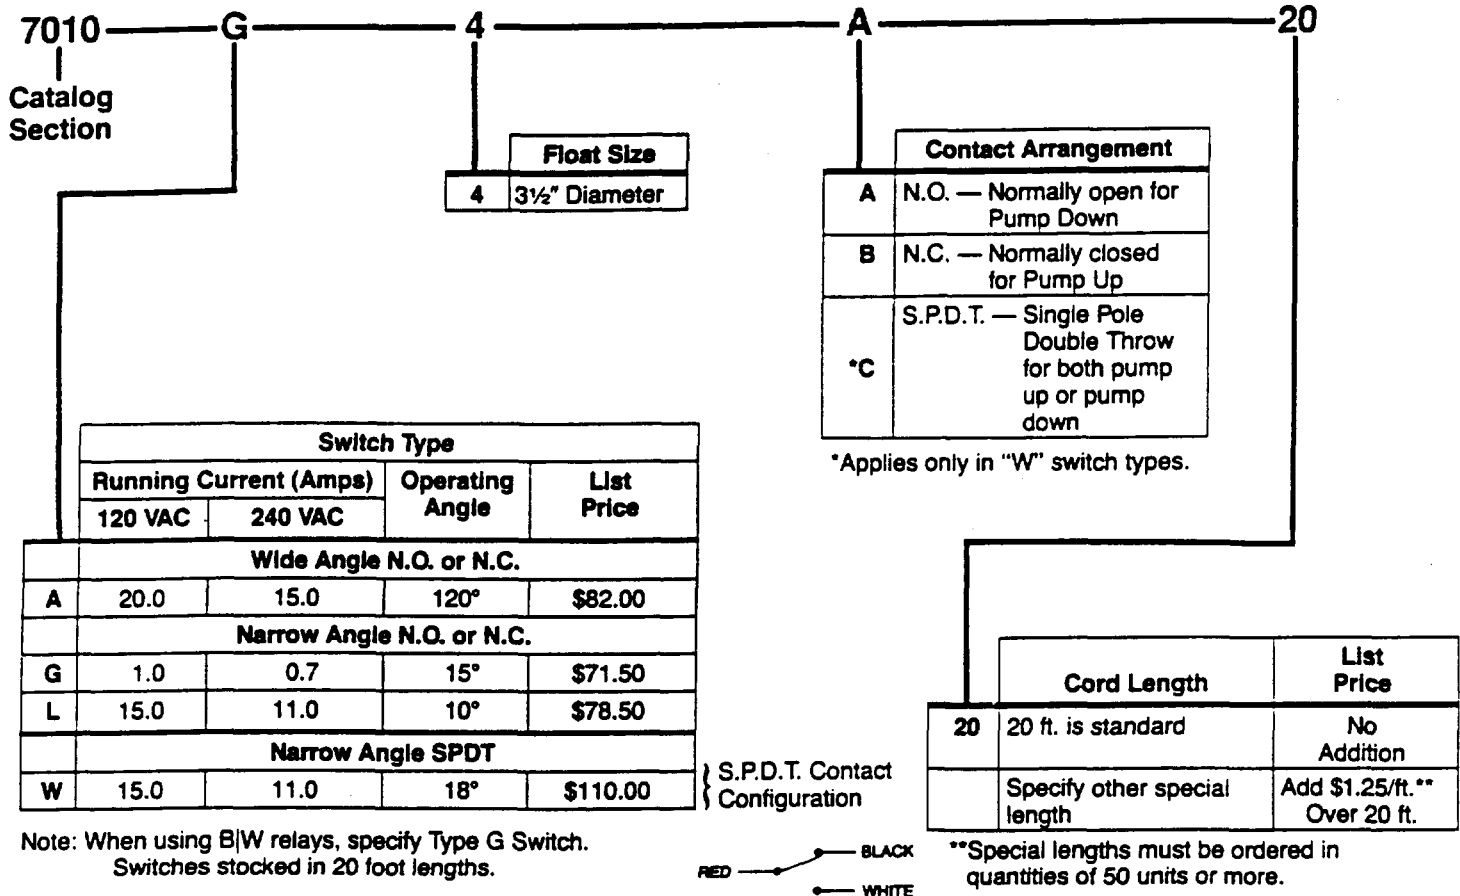 7010 G 4 A 20
Catalog
Section
Float Size
4 3½" Diameter
Contact Arrangement
A N.O. — Normally open for
Pump Down
B N.C. — Normally closed
for Pump Up
*C S.P.D.T. — Single Pole
Double Throw
for both pump
up or pump
down
*Applies only in "W" switch types.
Switch Type
Running Current (Amps) Operating Angle List Price
120 VAC 240 VAC
Wide Angle N.O. or N.C.
A 20.0 15.0 120° $82.00
Narrow Angle N.O. or N.C.
G 1.0 0.7 15° $71.50
L 15.0 11.0 10° $78.50
Narrow Angle SPDT
W 15.0 11.0 18° $110.00
S.P.D.T. Contact
Configuration
Note: When using B|W relays, specify Type G Switch.
Switches stocked in 20 foot lengths.
RED BLACK
WHITE
Cord Length List Price
20 20 ft. is standard No Addition
Specify other special Add $1.25/ft.**
length Over 20 ft.
**Special lengths must be ordered in
quantities of 50 units or more.